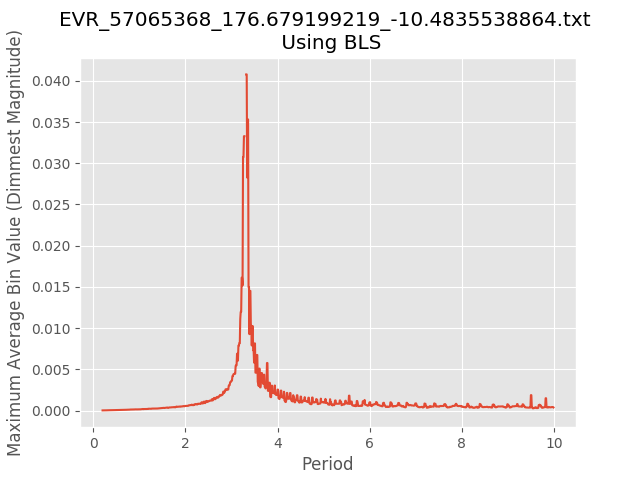 EVR_57065368_176.679199219_-10.4835538864.txt
Using BLS
Maximum Average Bin Value (Dimmest Magnitude)
0.040
0.035
0.030
0.025
0.020
0.015
0.010
0.005
0.000
0 2 4 6 8 10
Period